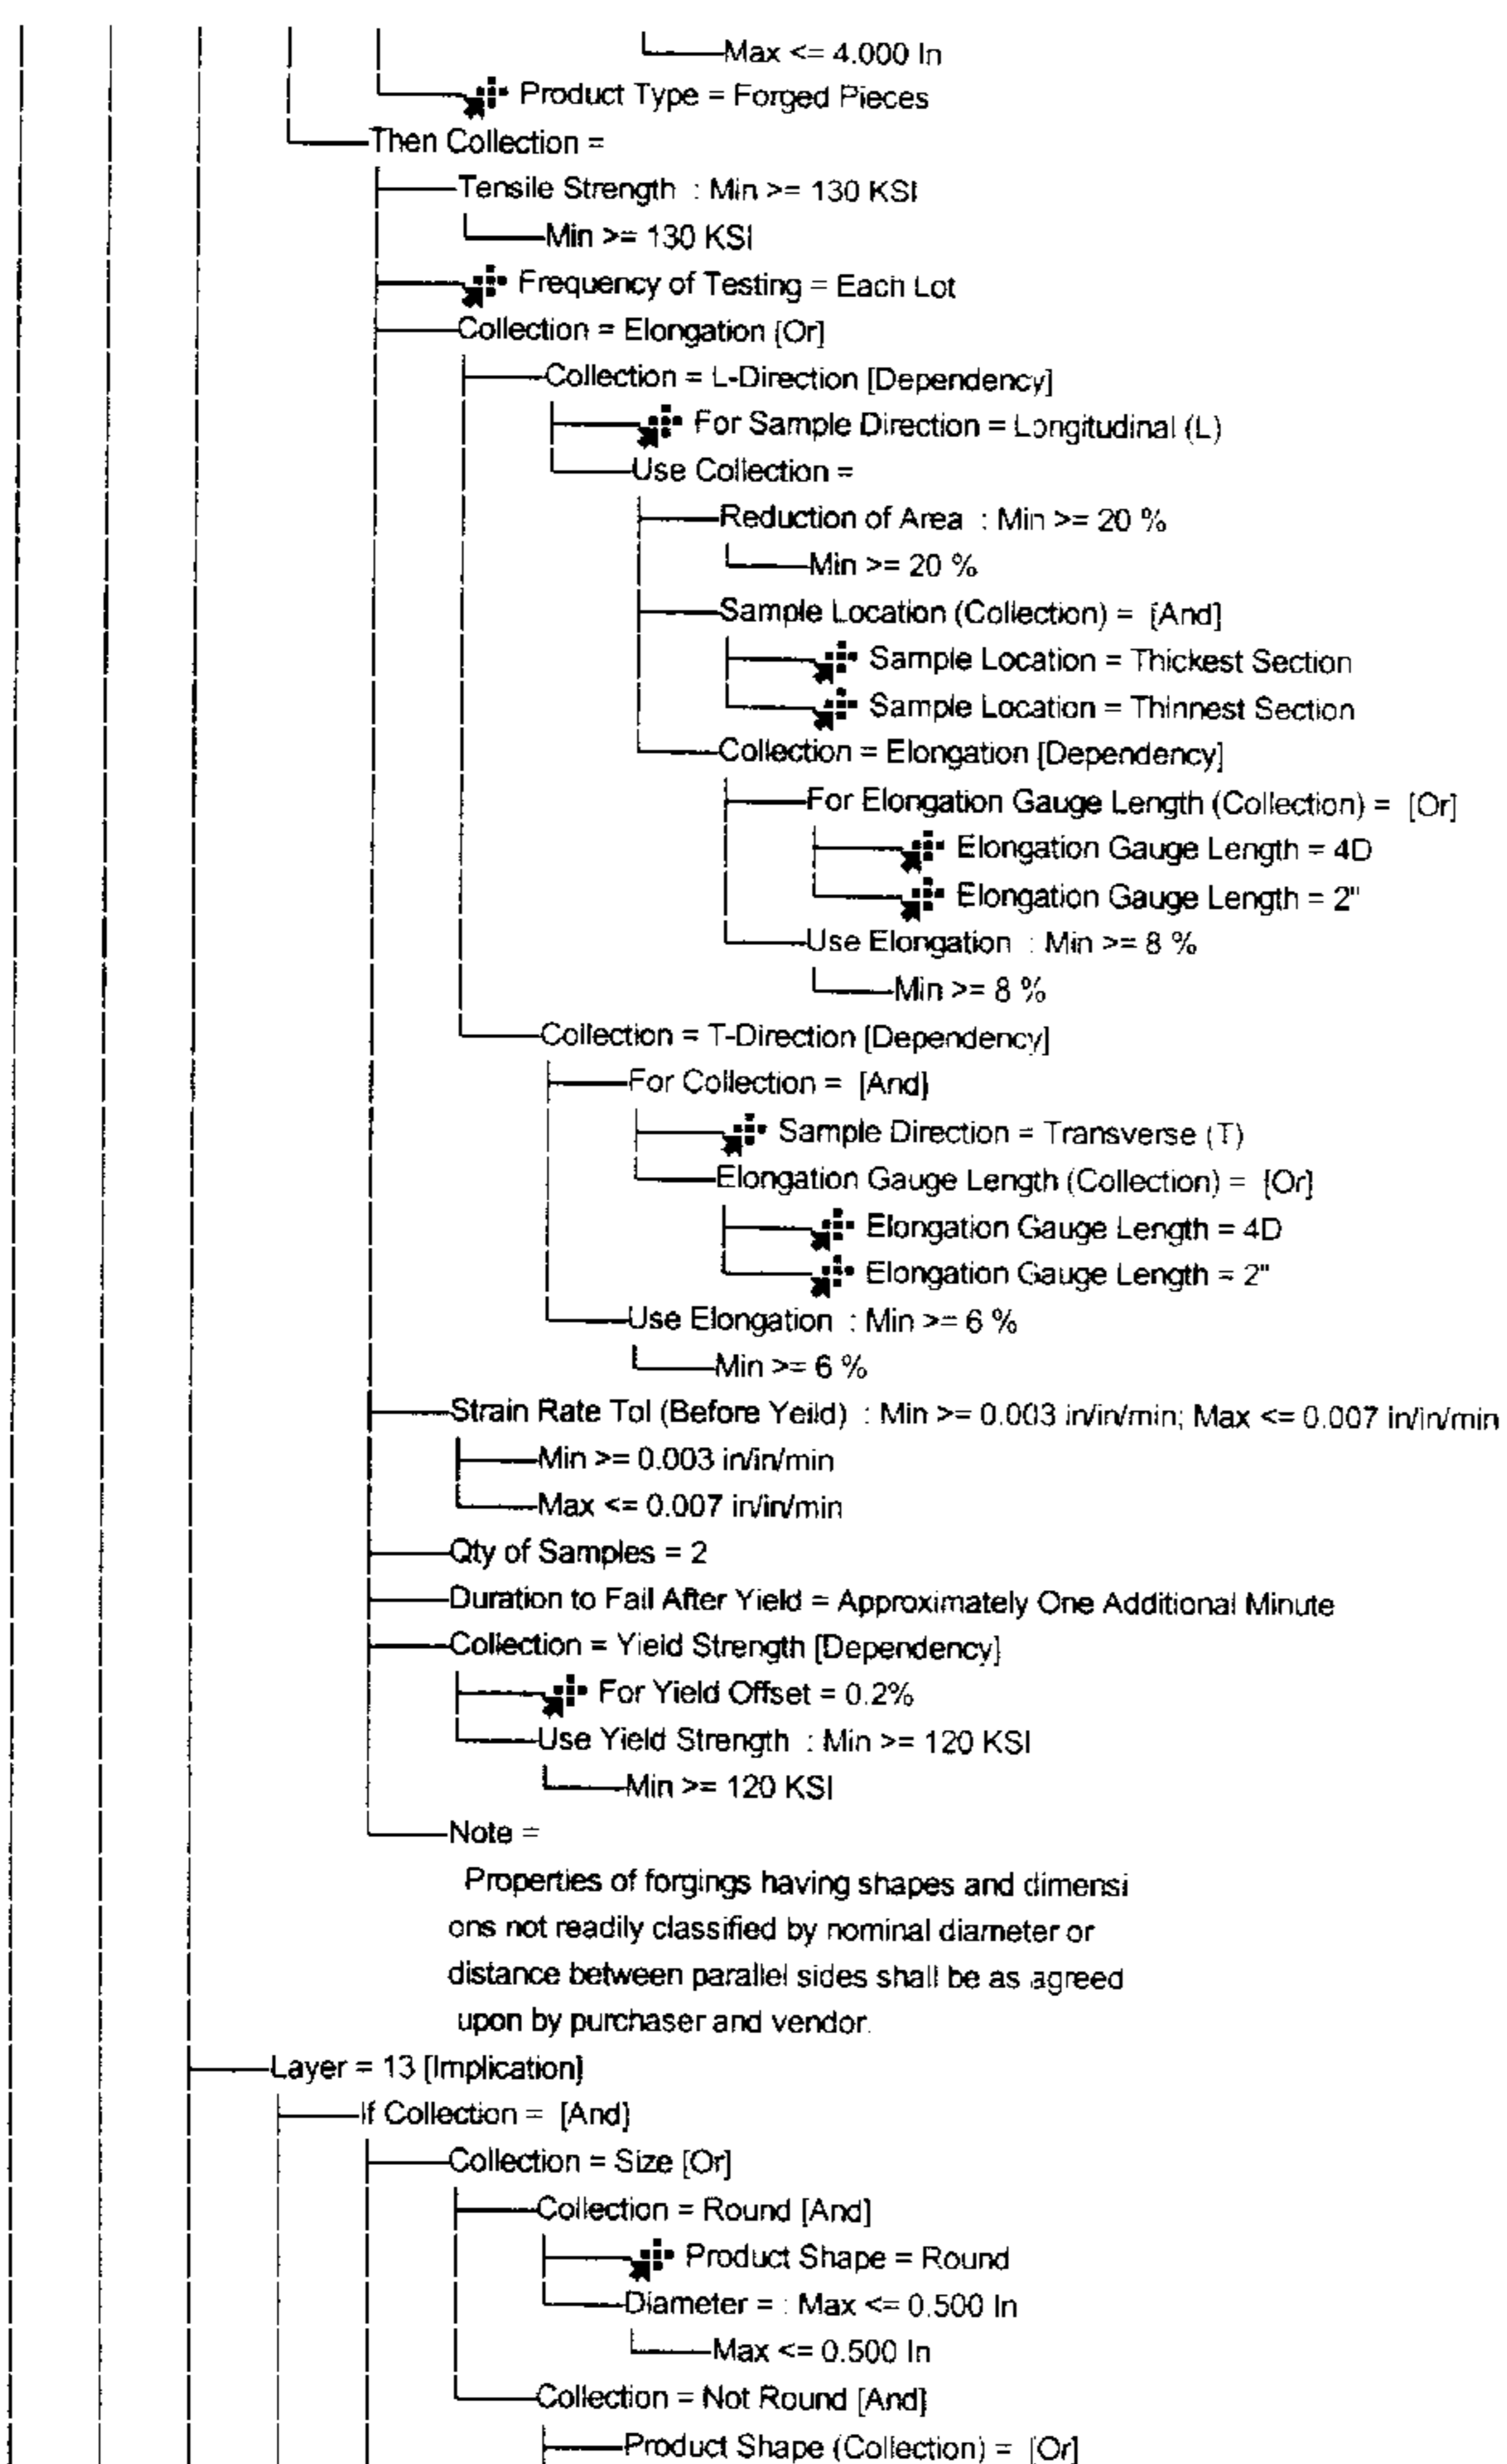 Max <= 4.000 In
Product Type = Forged Pieces
Then Collection =
Tensile Strength : Min >= 130 KSI
Min >= 130 KSI
Frequency of Testing = Each Lot
Collection = Elongation [Or]
Collection = L-Direction [Dependency]
For Sample Direction = Longitudinal (L)
Use Collection =
Reduction of Area : Min >= 20 %
Min >= 20 %
Sample Location (Collection) = [And]
Sample Location = Thickest Section
Sample Location = Thinnest Section
Collection = Elongation [Dependency]
For Elongation Gauge Length (Collection) = [Or]
Elongation Gauge Length = 4D
Elongation Gauge Length = 2"
Use Elongation : Min >= 8 %
Min >= 8 %
Collection = T-Direction [Dependency]
For Collection = [And]
Sample Direction = Transverse (T)
Elongation Gauge Length (Collection) = [Or]
Elongation Gauge Length = 4D
Elongation Gauge Length = 2"
Use Elongation : Min >= 6 %
Min >= 6 %
Strain Rate Tol (Before Yeild) : Min >= 0.003 in/in/min; Max <= 0.007 in/in/min
Min >= 0.003 in/in/min
Max <= 0.007 in/in/min
Qty of Samples = 2
Duration to Fail After Yield = Approximately One Additional Minute
Collection = Yield Strength [Dependency]
For Yield Offset = 0.2%
Use Yield Strength : Min >= 120 KSI
Min >= 120 KSI
Note =
Properties of forgings having shapes and dimensi
ons not readily classified by nominal diameter or
distance between parallel sides shall be as agreed
upon by purchaser and vendor.
Layer = 13 [Implication]
If Collection = [And]
Collection = Size [Or]
Collection = Round [And]
Product Shape = Round
Diameter = : Max <= 0.500 In
Max <= 0.500 In
Collection = Not Round [And]
Product Shape (Collection) = [Or]